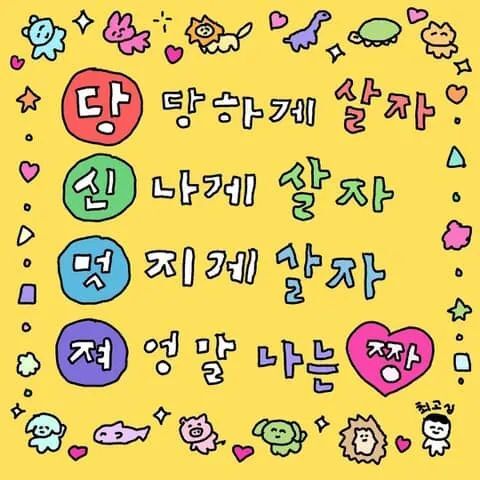 당 당하게 살자
신 나게 살자
멋 지게 살자
져 엉말 나는 짱
최고심